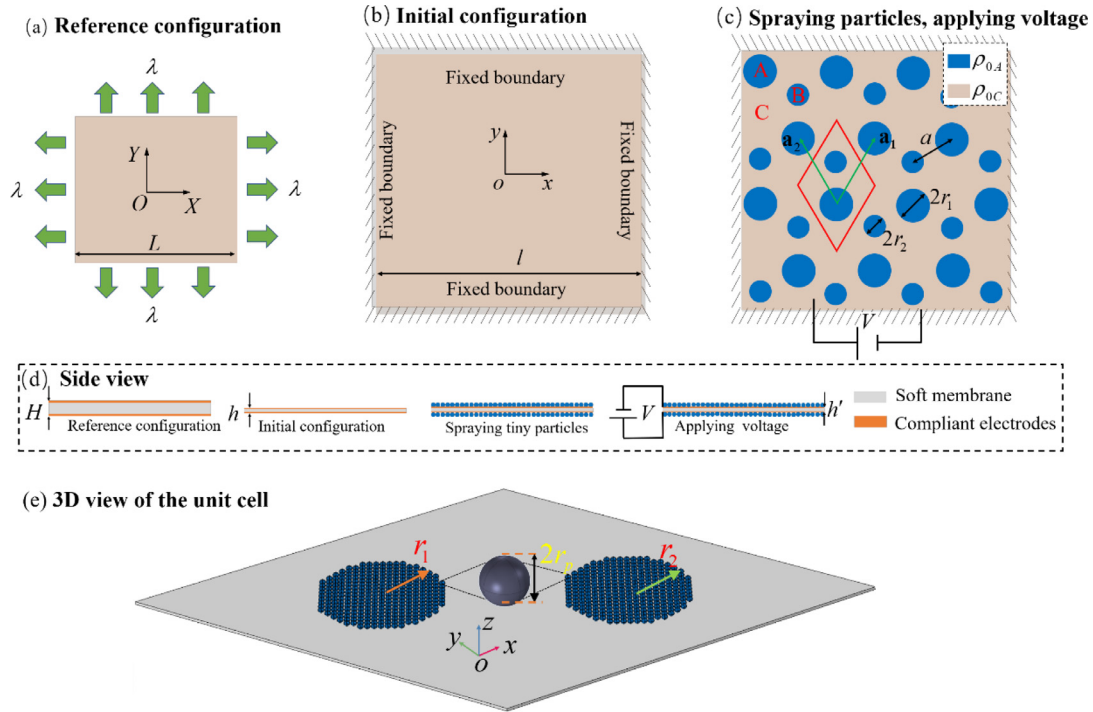 (a) Reference configuration
λ
λ
λ
Y
O
X
L
λ
(b) Initial configuration
Fixed boundary
Fixed boundary
Fixed boundary
y
o
x
l
Fixed boundary
(c) Spraying particles, applying voltage
A
B
C
ρ0A
ρ0C
a2
a1
a
2r1
2r2
V
(d) Side view
H
Reference configuration
h
Initial configuration
Spraying tiny particles
V
Applying voltage
h′
Soft membrane
Compliant electrodes
(e) 3D view of the unit cell
r1
2rp
r2
z
y
x
o